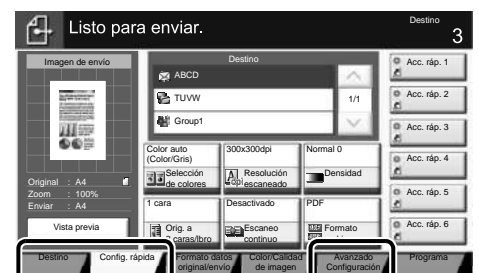 Listo para enviar.
Destino
3
Imagen de envío
Original : A4
Zoom : 100%
Enviar : A4
Vista previa
Destino
ABCD
TUVW
Group1
1/1
Color auto
(Color/Gris)
Selección
de colores
300x300dpi
Resolución
escaneado
Normal 0
Densidad
1 cara
Orig. a
2 caras/lbro
Desactivado
Escaneo
continuo
PDF
Formato
Acc. ráp. 1
Acc. ráp. 2
Acc. ráp. 3
Acc. ráp. 4
Acc. ráp. 5
Acc. ráp. 6
Destino
Config. rápida
Formato datos
original/envío
Color/Calidad
de imagen
Avanzado
Configuración
Programa